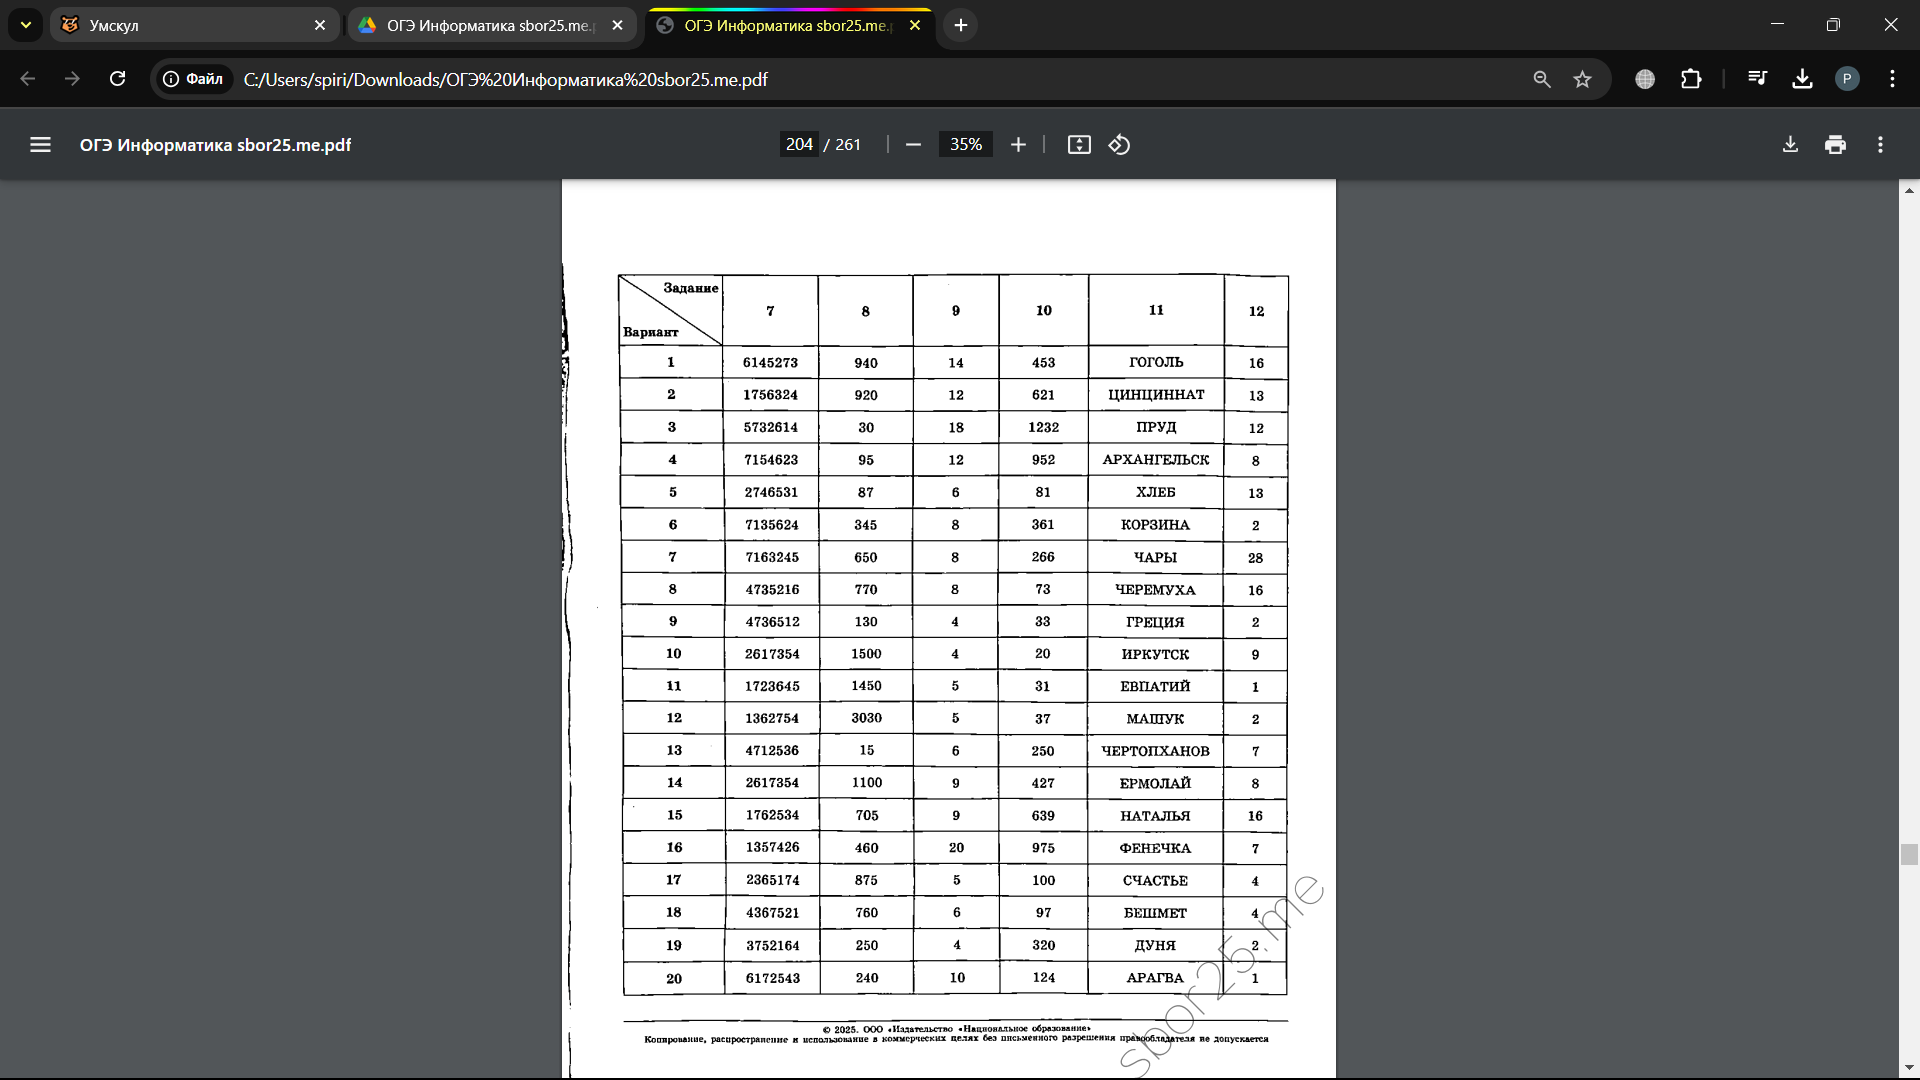 Умскул
ОГЭ Информатика sbor25.me.p
ОГЭ Информатика sbor25.me.p
Файл
C:/Users/spiri/Downloads/ОГЭ%20Информатика%20sbor25.me.pdf
P
ОГЭ Информатика sbor25.me.pdf
204 / 261
35%
Задание
Вариант
7 8 9 10 11 12
1 6145273 940 14 453 ГОГОЛЬ 16
2 1756324 920 12 621 ЦИНЦИННАТ 13
3 5732614 30 18 1232 ПРУД 12
4 7154623 95 12 952 АРХАНГЕЛЬСК 8
5 2746531 87 6 81 ХЛЕБ 13
6 7135624 345 8 361 КОРЗИНА 2
7 7163245 650 8 266 ЧАРЫ 28
8 4735216 770 8 73 ЧЕРЕМУХА 16
9 4736512 130 4 33 ГРЕЦИЯ 2
10 2617354 1500 4 20 ИРКУТСК 9
11 1723645 1450 5 31 ЕВПАТИЙ 1
12 1362754 3030 5 37 МАШУК 2
13 4712536 15 6 250 ЧЕРТОПХАНОВ 7
14 2617354 1100 9 427 ЕРМОЛАЙ 8
15 1762534 705 9 639 НАТАЛЬЯ 16
16 1357426 460 20 975 ФЕНЕЧКА 7
17 2365174 875 5 100 СЧАСТЬЕ 4
18 4367521 760 6 97 БЕШМЕТ 4
19 3752164 250 4 320 ДУНЯ 2
20 6172543 240 10 124 АРАГВА 1
sbor25.me
© 2025. ООО «Издательство «Национальное образование»
Копирование, распространение и использование в коммерческих целях без письменного разрешения правообладателя не допускается